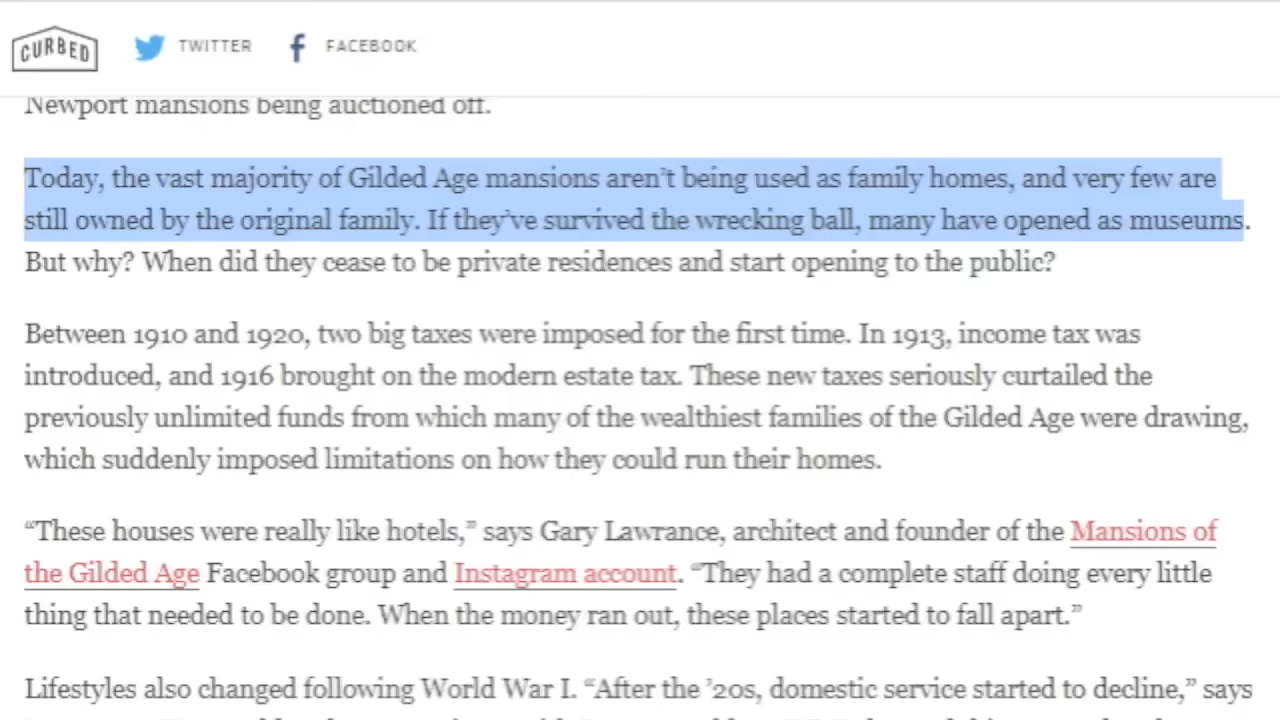 CURBED TWITTER FACEBOOK
Newport mansions being auctioned off.
Today, the vast majority of Gilded Age mansions aren’t being used as family homes, and very few are
still owned by the original family. If they’ve survived the wrecking ball, many have opened as museums.
But why? When did they cease to be private residences and start opening to the public?
Between 1910 and 1920, two big taxes were imposed for the first time. In 1913, income tax was
introduced, and 1916 brought on the modern estate tax. These new taxes seriously curtailed the
previously unlimited funds from which many of the wealthiest families of the Gilded Age were drawing,
which suddenly imposed limitations on how they could run their homes.
“These houses were really like hotels,” says Gary Lawrance, architect and founder of the Mansions of
the Gilded Age Facebook group and Instagram account. “They had a complete staff doing every little
thing that needed to be done. When the money ran out, these places started to fall apart.”
Lifestyles also changed following World War I. “After the ’20s, domestic service started to decline,” says